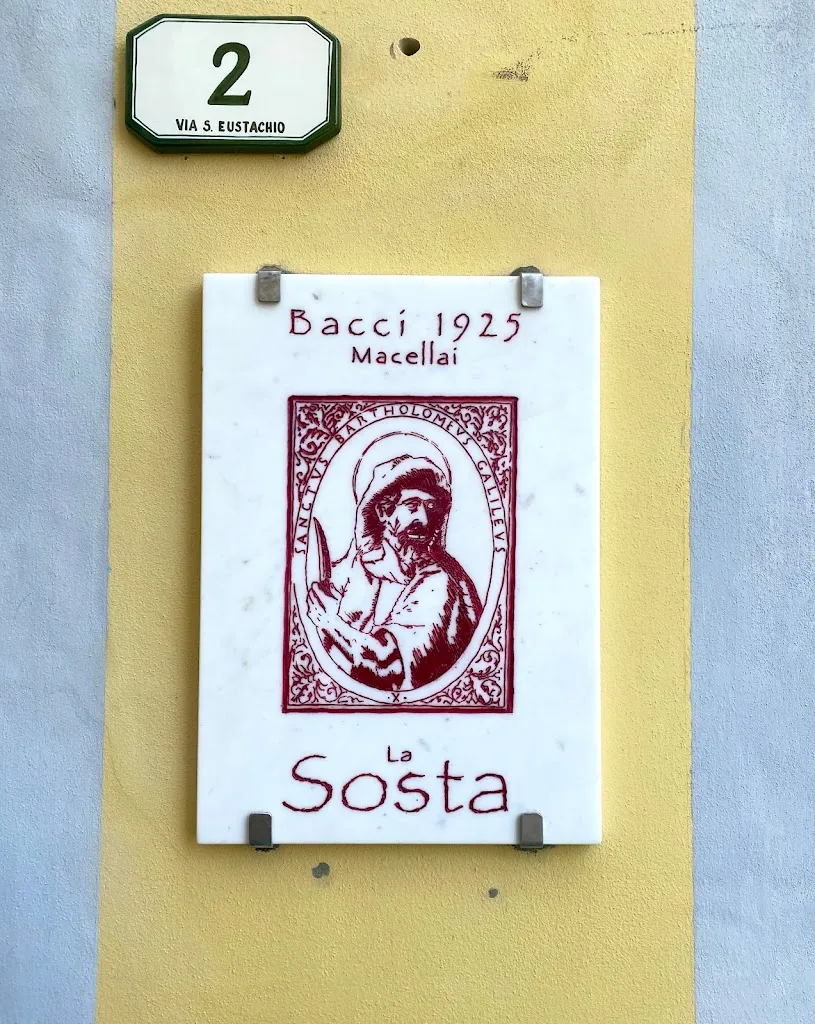 2
VIA S. EUSTACHIO
Bacci 1925
Macellai
SANCTVS BARTHOLOMEVS GALILEVS
·X·
La
Sosta